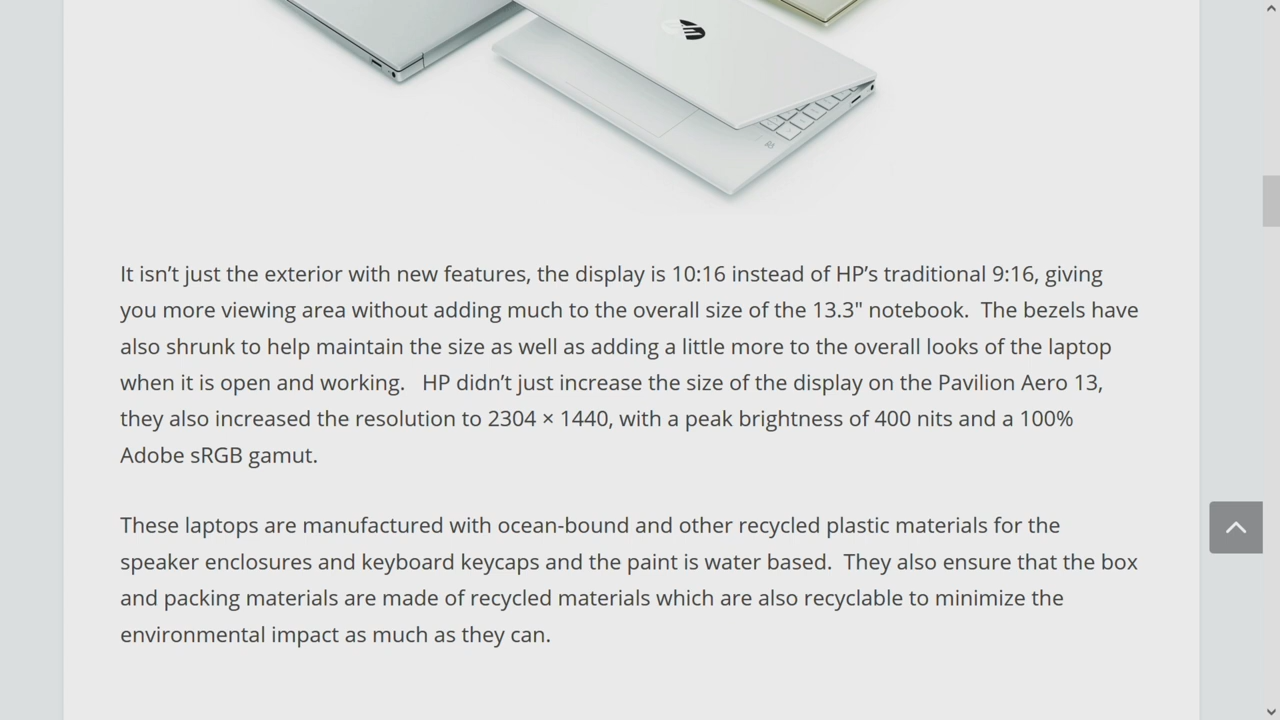 It isn’t just the exterior with new features, the display is 10:16 instead of HP’s traditional 9:16, giving
you more viewing area without adding much to the overall size of the 13.3" notebook.  The bezels have
also shrunk to help maintain the size as well as adding a little more to the overall looks of the laptop
when it is open and working.   HP didn’t just increase the size of the display on the Pavilion Aero 13,
they also increased the resolution to 2304 × 1440, with a peak brightness of 400 nits and a 100%
Adobe sRGB gamut.
These laptops are manufactured with ocean-bound and other recycled plastic materials for the
speaker enclosures and keyboard keycaps and the paint is water based.  They also ensure that the box
and packing materials are made of recycled materials which are also recyclable to minimize the
environmental impact as much as they can.